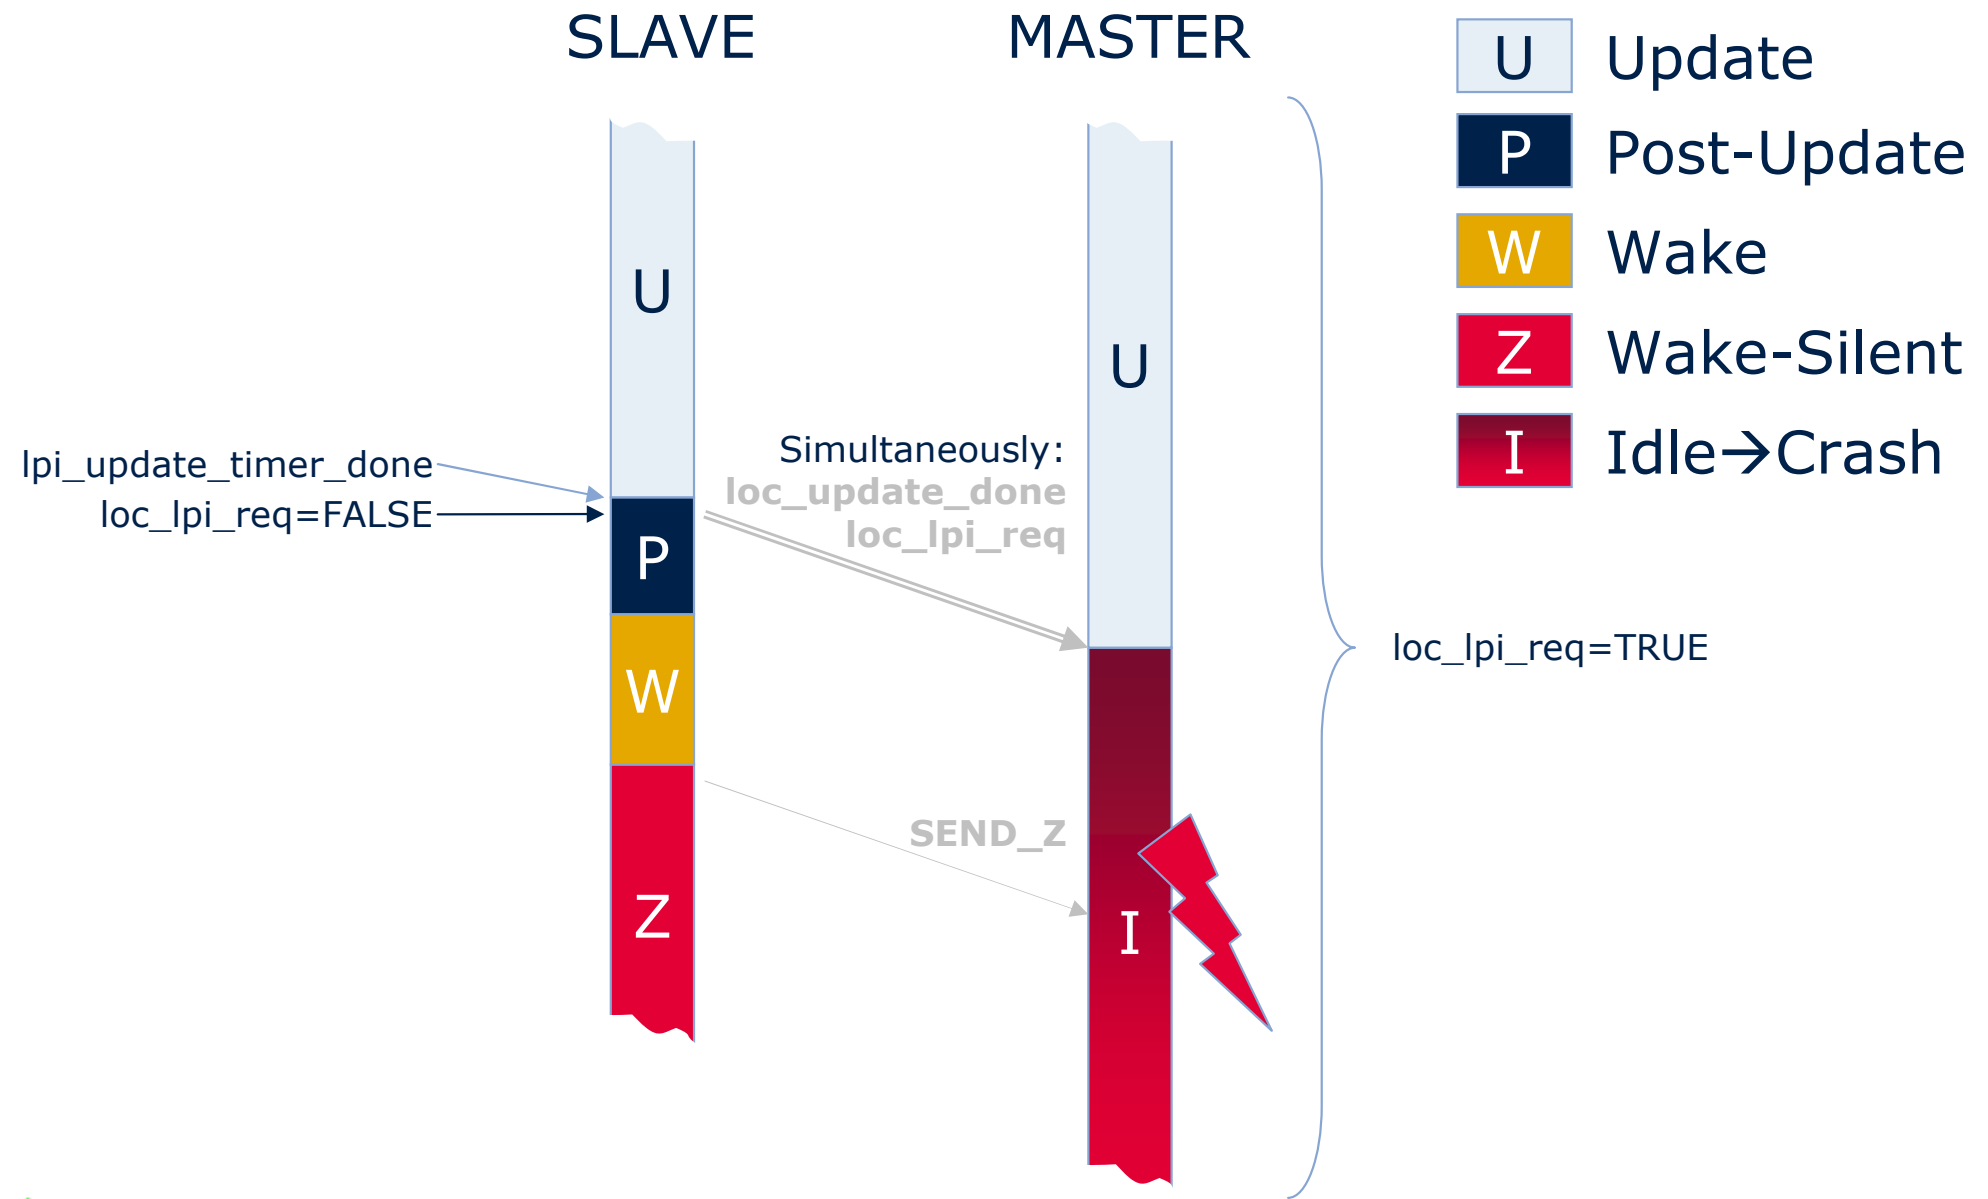 SLAVE
MASTER
U Update
P Post-Update
W Wake
Z Wake-Silent
I Idle→Crash
U
U
lpi_update_timer_done
loc_lpi_req=FALSE
Simultaneously:
loc_update_done
loc_lpi_req
P
W
loc_lpi_req=TRUE
SEND_Z
Z
I